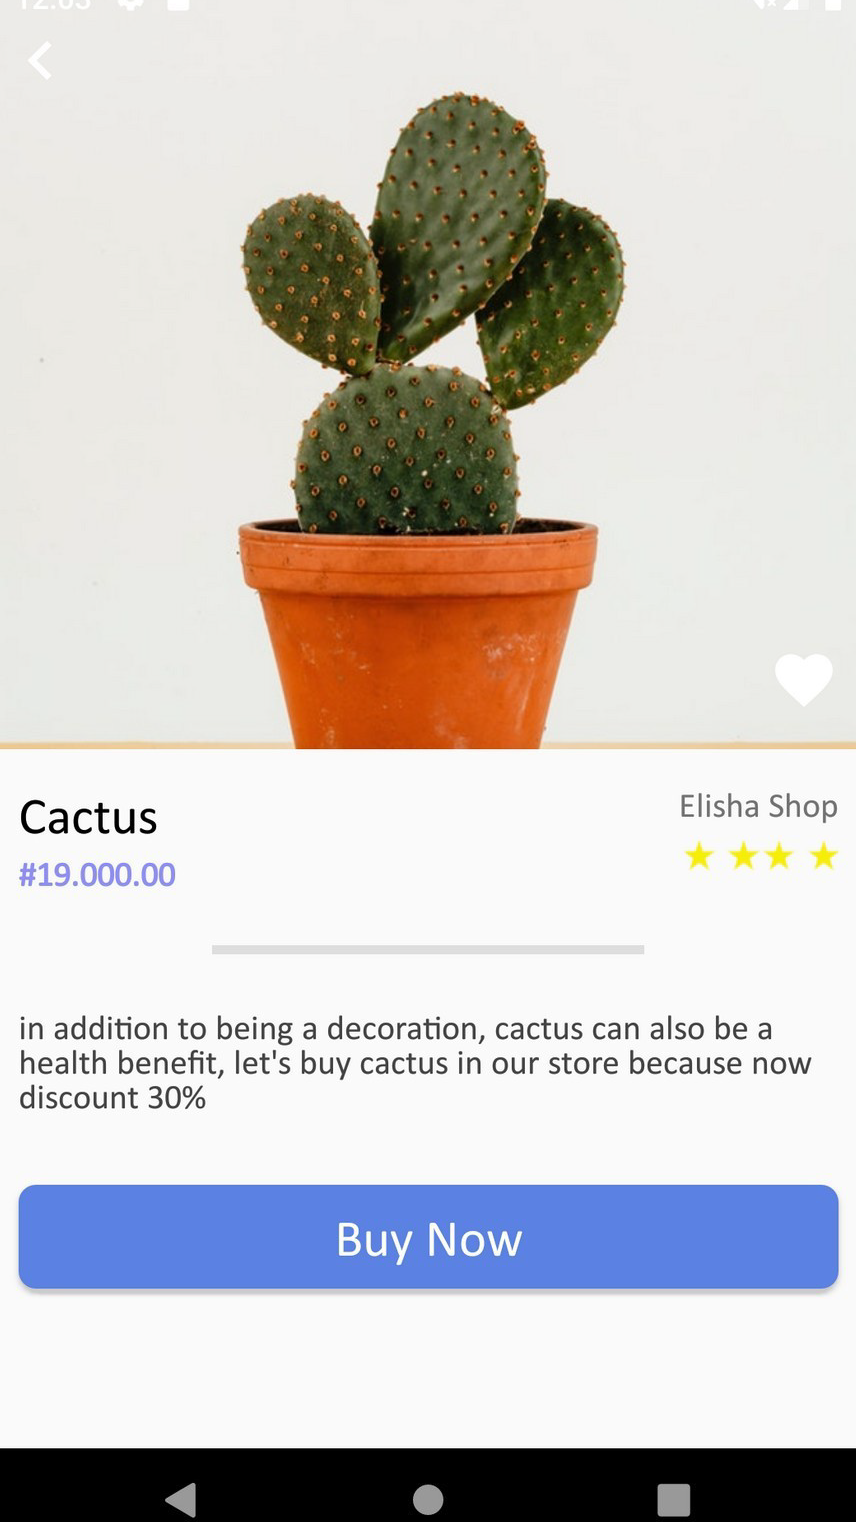 Cactus
Elisha Shop
#19.000.00
in addition to being a decoration, cactus can also be a
health benefit, let's buy cactus in our store because now
discount 30%
Buy Now